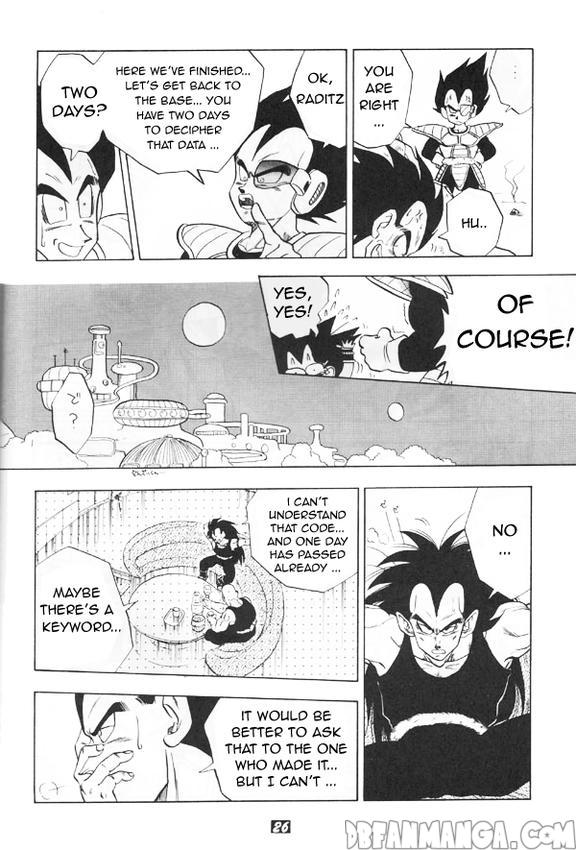 YOU
ARE
RIGHT
...
HU..
OK,
RADITZ
HERE WE'VE FINISHED...
LET'S GET BACK TO
THE BASE... YOU
HAVE TWO DAYS
TO DECIPHER
THAT DATA ...
TWO
DAYS?
OF
COURSE!
YES,
YES!
で
?
NO
...
I CAN'T
UNDERSTAND
THAT CODE...
AND ONE DAY
HAS PASSED
ALREADY ...
MAYBE
THERE'S A
KEYWORD...
IT WOULD BE
BETTER TO ASK
THAT TO THE ONE
WHO MADE IT...
BUT I CAN'T ...
26
DBFANMANGA.COM